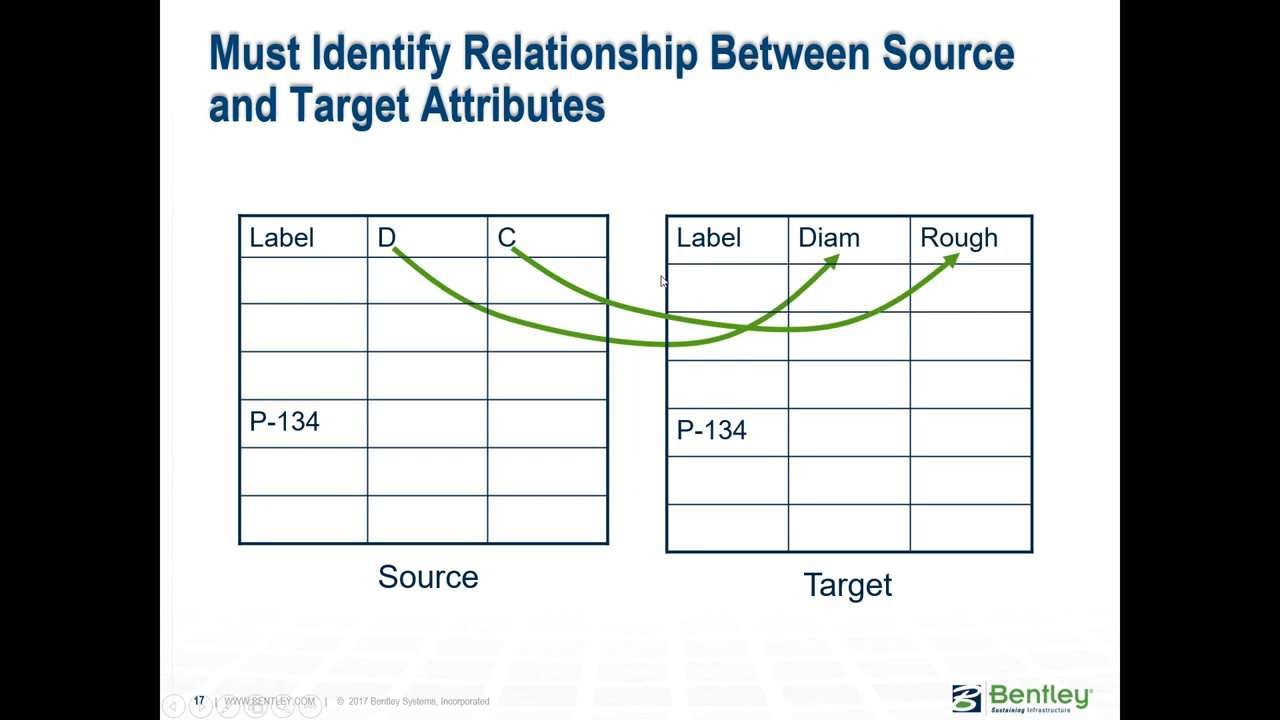 Must Identify Relationship Between Source
and Target Attributes
Label D C
P-134
Source
Label Diam Rough
P-134
Target
17 | WWW.BENTLEY.COM | © 2017 Bentley Systems, Incorporated
Bentley®
Sustaining Infrastructure